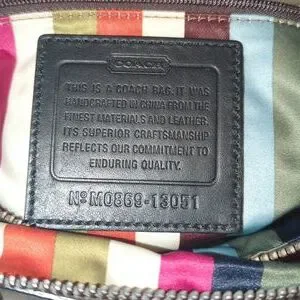 COACH
THIS IS A COACH BAG. IT WAS
HANDCRAFTED IN CHINA FROM THE
FINEST MATERIALS AND LEATHER.
ITS SUPERIOR CRAFTSMANSHIP
REFLECTS OUR COMMITMENT TO
ENDURING QUALITY.
Nº M0869-13051